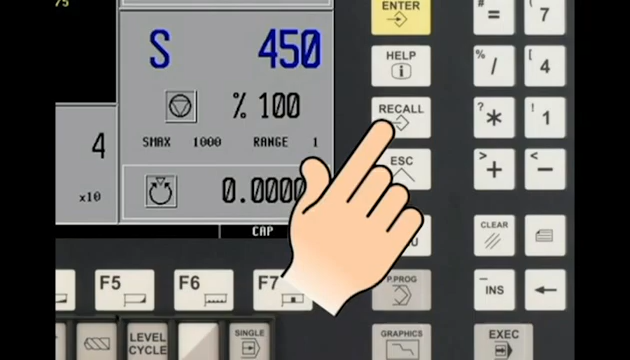 75
ENTER
# =
( 7
S 450
HELP
% /
[ 4
% 100
RECALL
? *
! 1
4
SMAX 1000 RANGE 1
ESC
> +
< -
x10
0.0000
CAP
CLEAR
F5
F6
F7
P.PROG
INS
LEVEL
CYCLE
SINGLE
GRAPHICS
EXEC